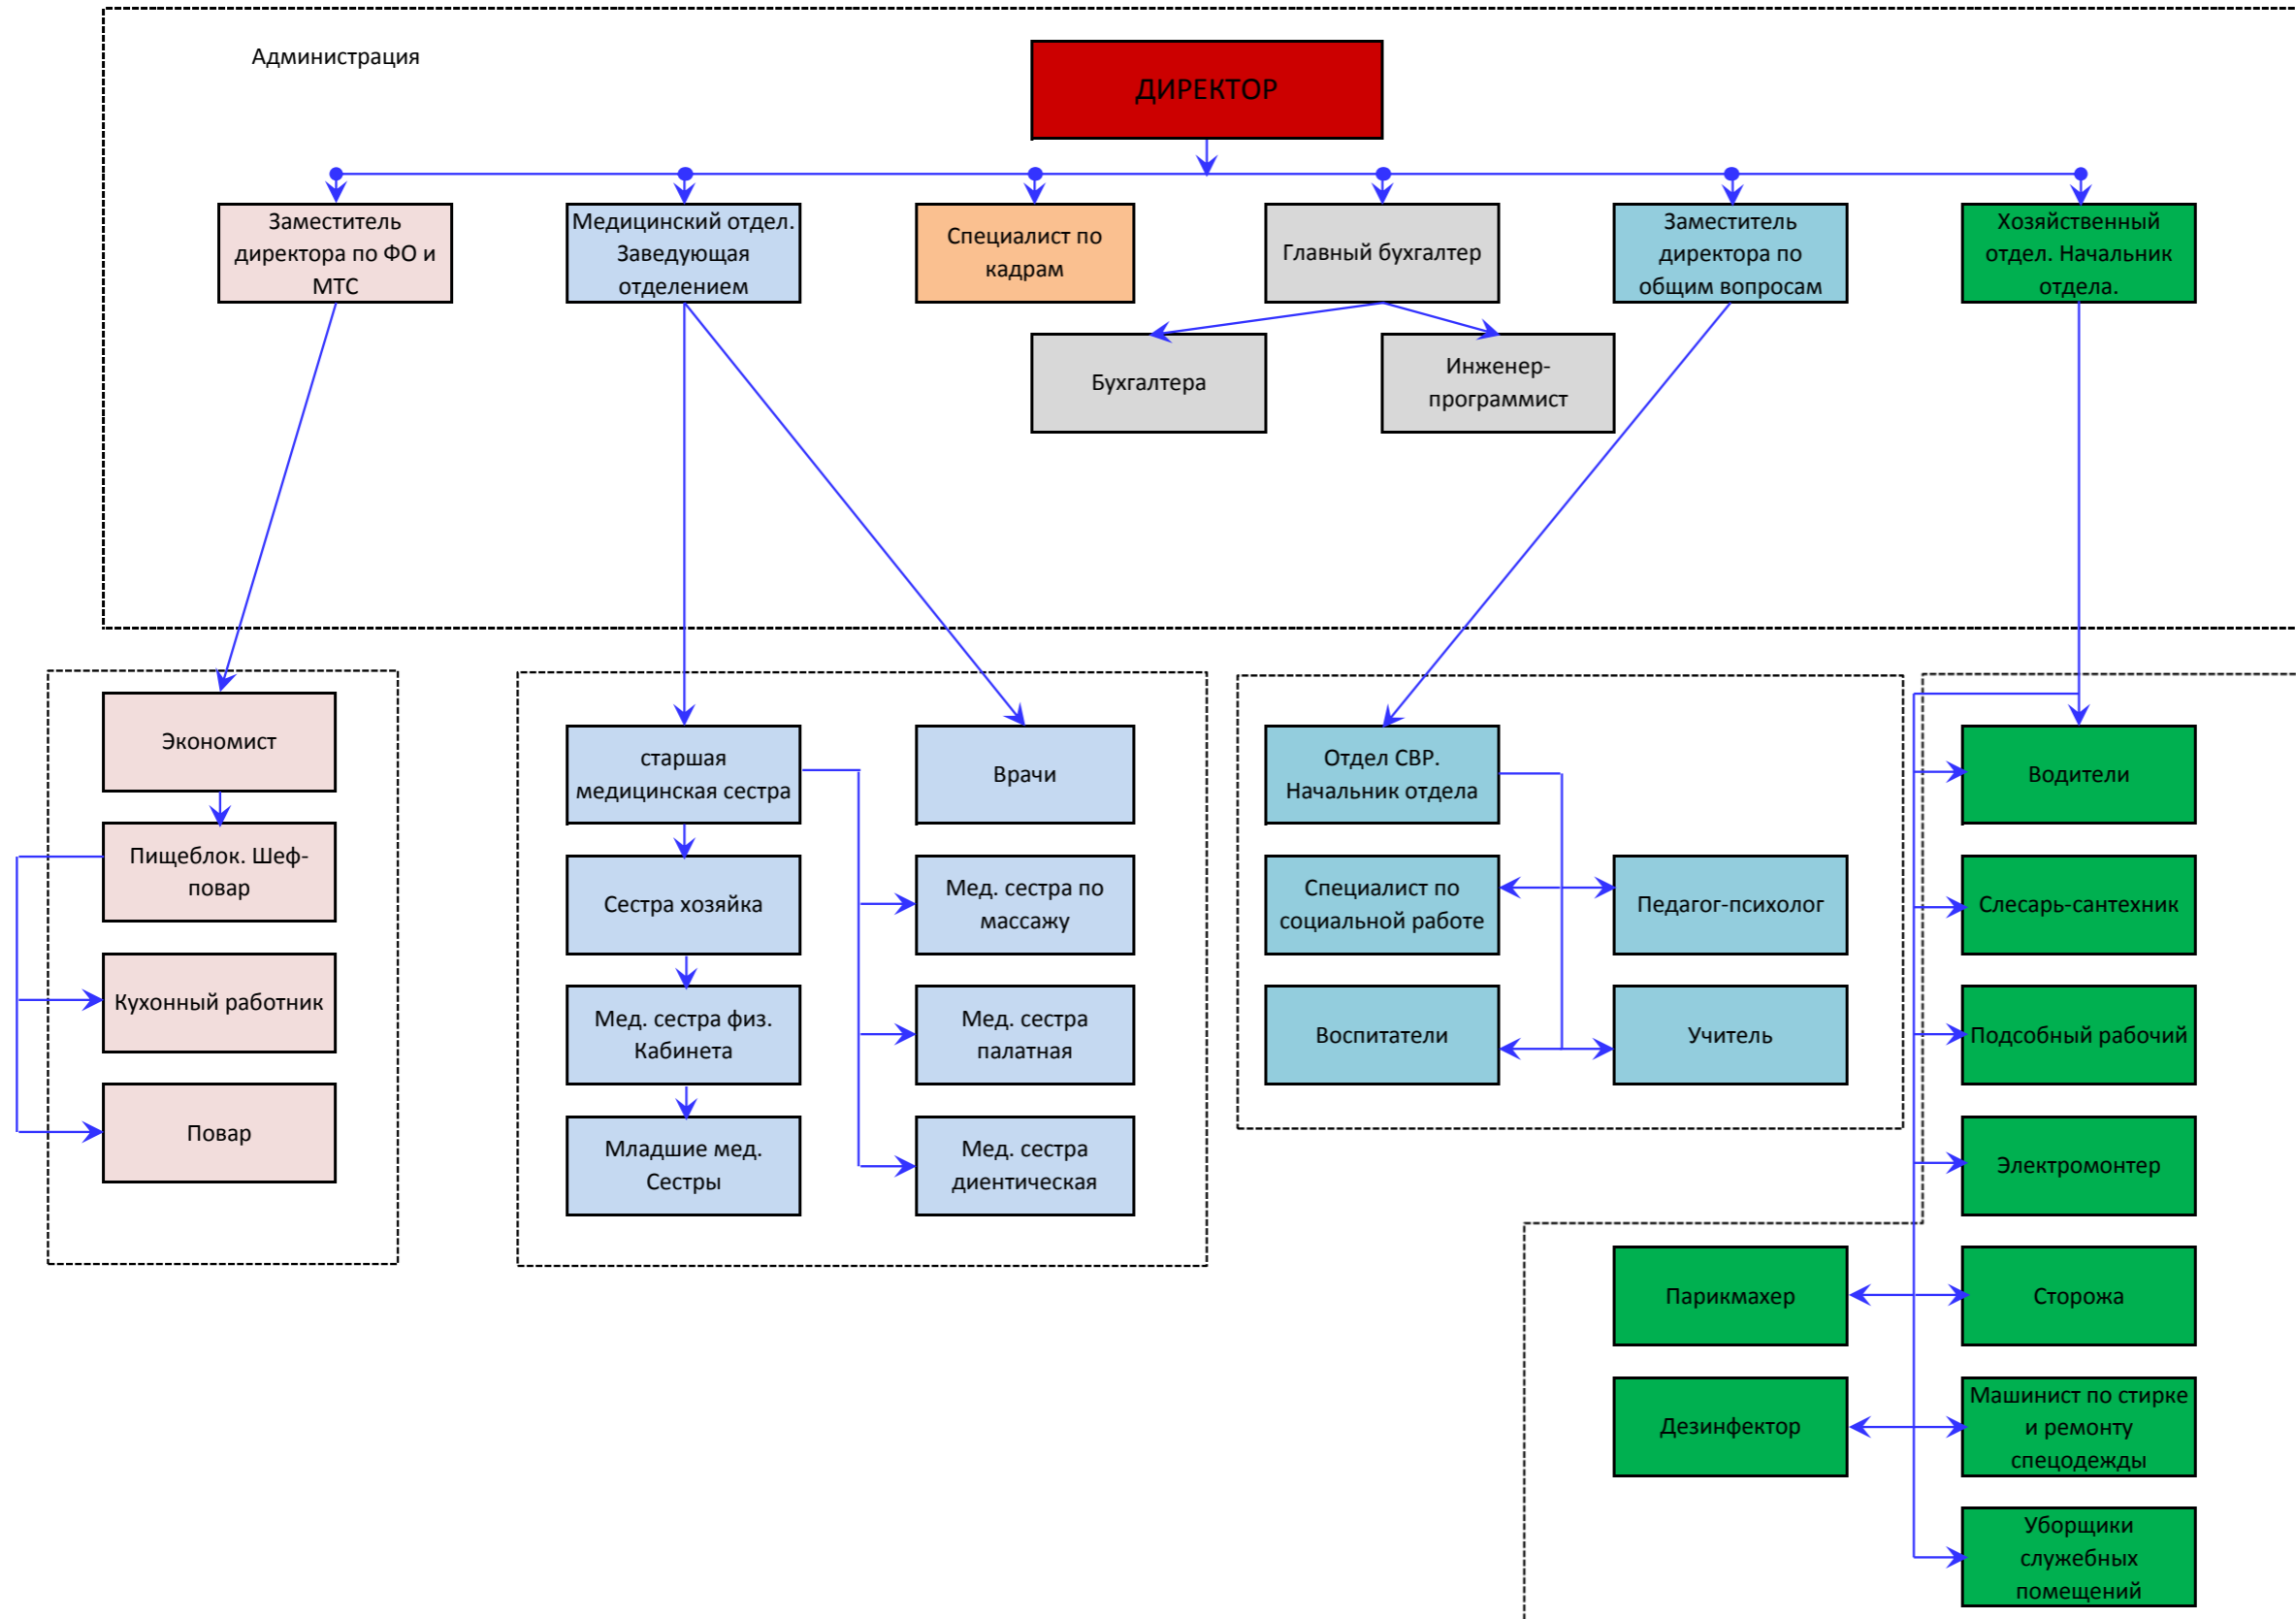 Администрация
ДИРЕКТОР
Заместитель
директора по ФО и
МТС
Медицинский отдел.
Заведующая
отделением
Специалист по
кадрам
Главный бухгалтер
Заместитель
директора по
общим вопросам
Хозяйственный
отдел. Начальник
отдела.
Бухгалтера
Инженер-
программист
Экономист
Пищеблок. Шеф-
повар
Кухонный работник
Повар
старшая
медицинская сестра
Врачи
Сестра хозяйка
Мед. сестра по
массажу
Мед. сестра физ.
Кабинета
Мед. сестра
палатная
Младшие мед.
Сестры
Мед. сестра
диентическая
Отдел СВР.
Начальник отдела
Специалист по
социальной работе
Педагог-психолог
Воспитатели
Учитель
Водители
Слесарь-сантехник
Подсобный рабочий
Электромонтер
Парикмахер
Сторожа
Дезинфектор
Машинист по стирке
и ремонту
спецодежды
Уборщики
служебных
помещений